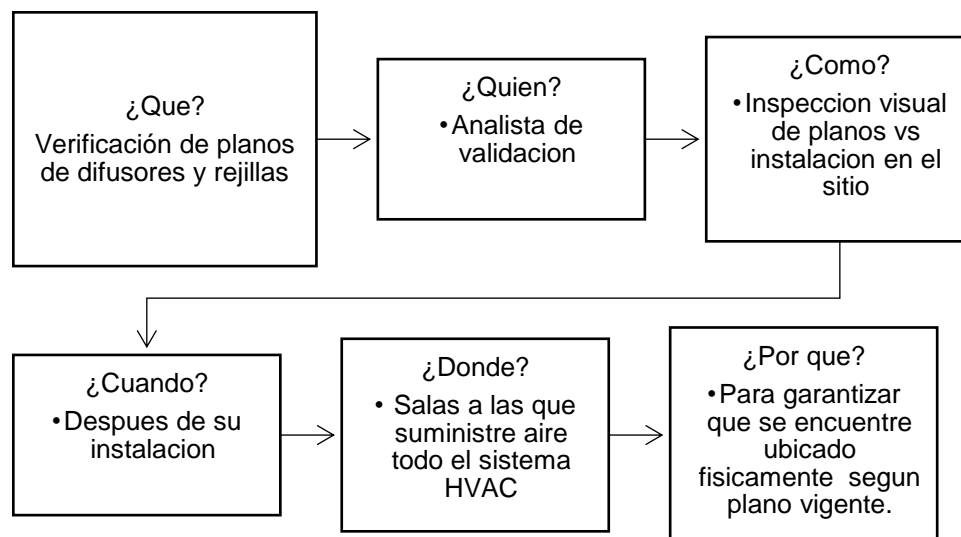 ¿Que?
Verificación de planos
de difusores y rejillas
¿Quien?
•Analista de
validacion
¿Como?
•Inspeccion visual
de planos vs
instalacion en el
sitio
¿Cuando?
•Despues de su
instalacion
¿Donde?
• Salas a las que
suministre aire
todo el sistema
HVAC
¿Por que?
•Para garantizar
que se encuentre
ubicado
fisicamente segun
plano vigente.